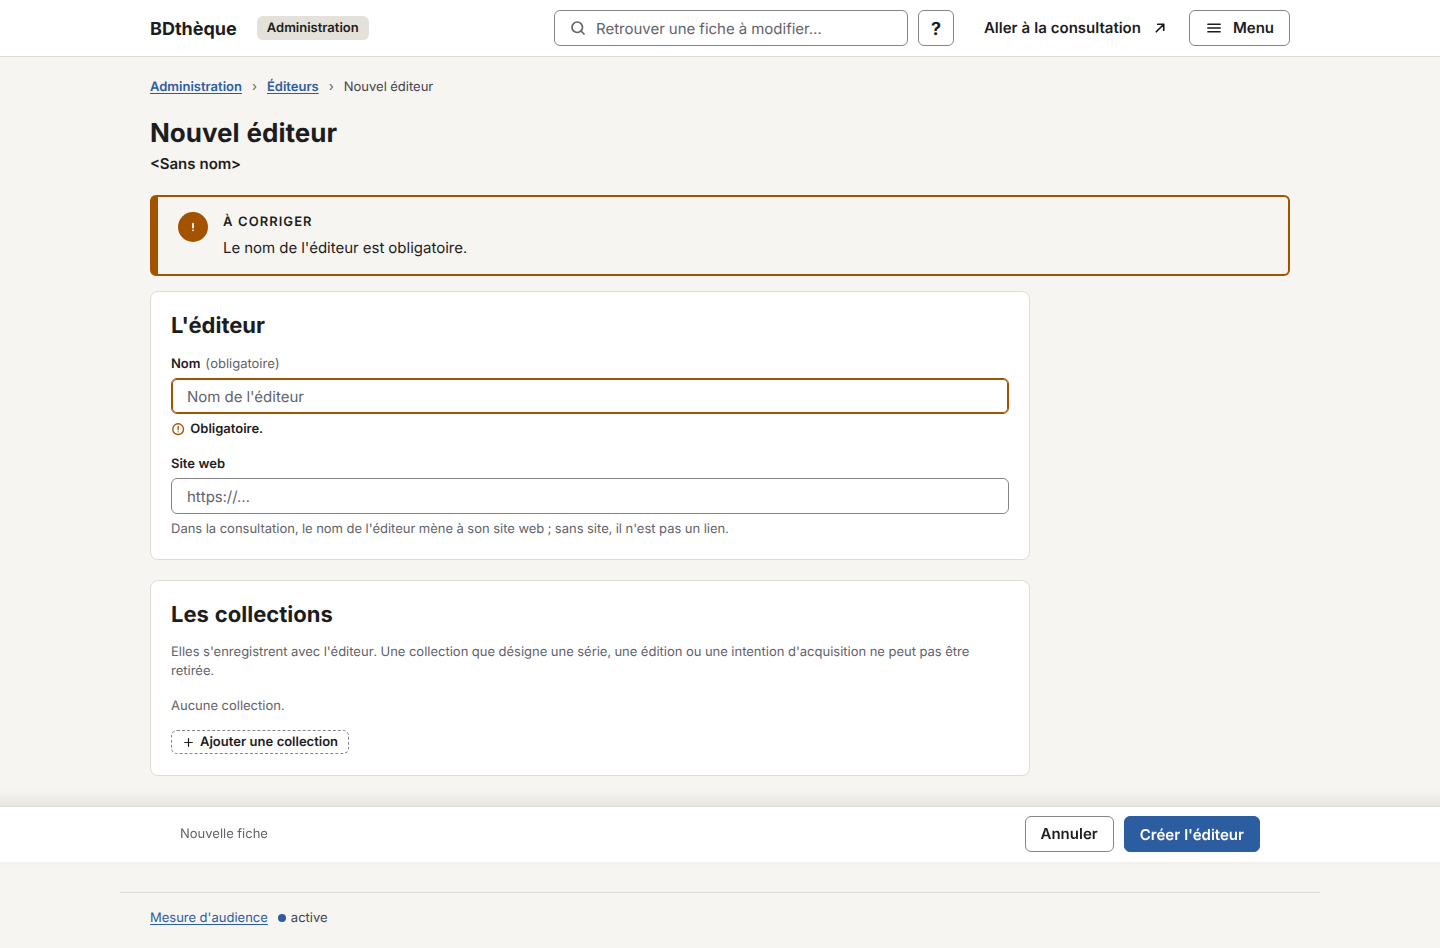 BDthèque
Administration
Retrouver une fiche à modifier...
?
Aller à la consultation
Menu
Administration › Éditeurs › Nouvel éditeur
Nouvel éditeur
<Sans nom>
À CORRIGER
Le nom de l'éditeur est obligatoire.
L'éditeur
Nom (obligatoire)
Nom de l'éditeur
Obligatoire.
Site web
https://...
Dans la consultation, le nom de l'éditeur mène à son site web ; sans site, il n'est pas un lien.
Les collections
Elles s'enregistrent avec l'éditeur. Une collection que désigne une série, une édition ou une intention d'acquisition ne peut pas être
retirée.
Aucune collection.
+ Ajouter une collection
Nouvelle fiche
Annuler
Créer l'éditeur
Mesure d'audience
active